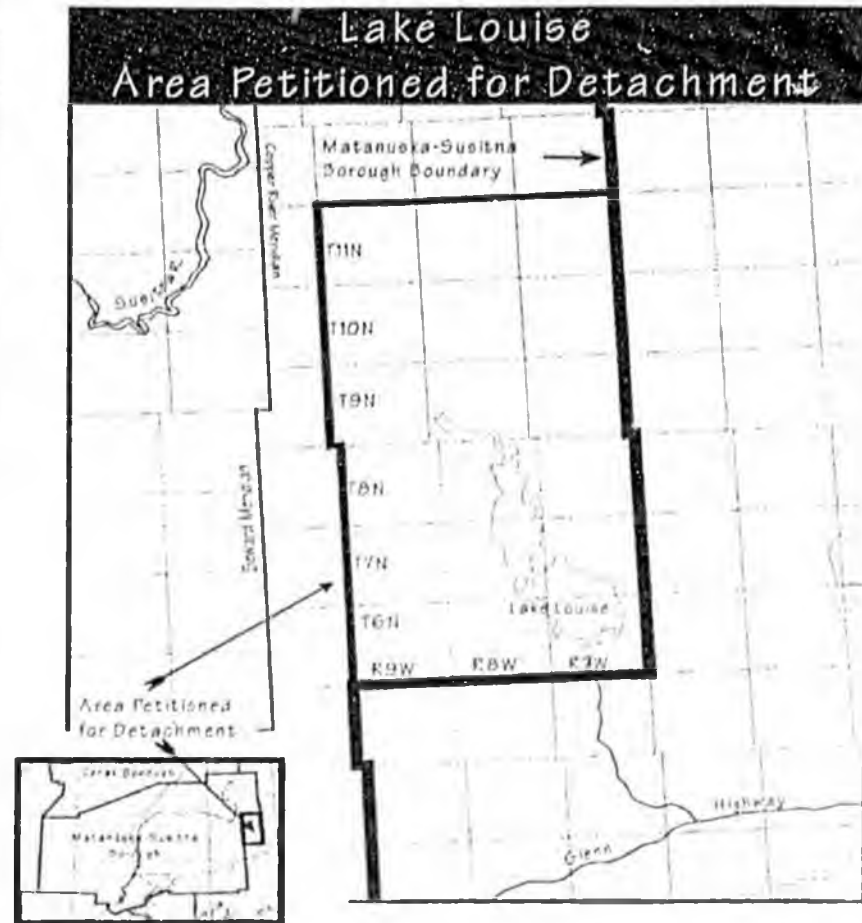 Lake Louise
Area Petitioned for Detachment
Matanuska-Susitna
Borough Boundary
Copper River Meridian
Susitna R.
T11N
T10N
T9N
T8N
Seward Meridian
T7N
T6N
Lake Louise
R9W R8W R7W
Area Petitioned
for Detachment
Highway
Glenn
Borough
Matanuska-Susitna
Borough